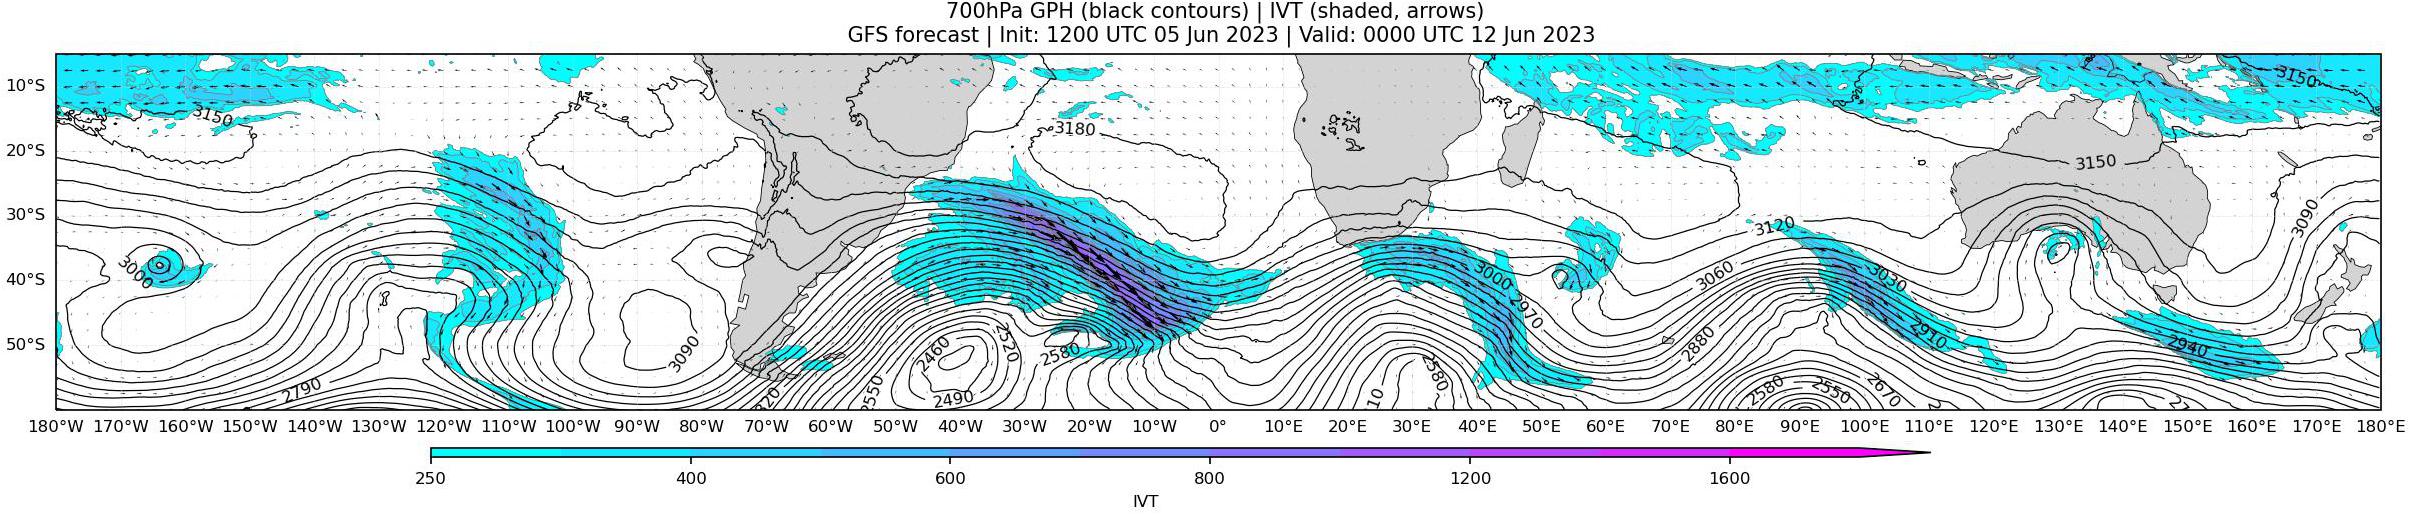 700hPa GPH (black contours) | IVT (shaded, arrows)
GFS forecast | Init: 1200 UTC 05 Jun 2023 | Valid: 0000 UTC 12 Jun 2023
10°S
20°S
30°S
40°S
50°S
3150
3180
3150
3150
3000
3120
3090
3000
3060
3030
2970
3090
2460
2520
2580
2880
2910
2940
2790
2550
2490
2580
2580
2550
2670
180°W 170°W 160°W 150°W 140°W 130°W 120°W 110°W 100°W 90°W 80°W 70°W 60°W 50°W 40°W 30°W 20°W 10°W 0° 10°E 20°E 30°E 40°E 50°E 60°E 70°E 80°E 90°E 100°E 110°E 120°E 130°E 140°E 150°E 160°E 170°E 180°E
250 400 600 800 1200 1600
IVT